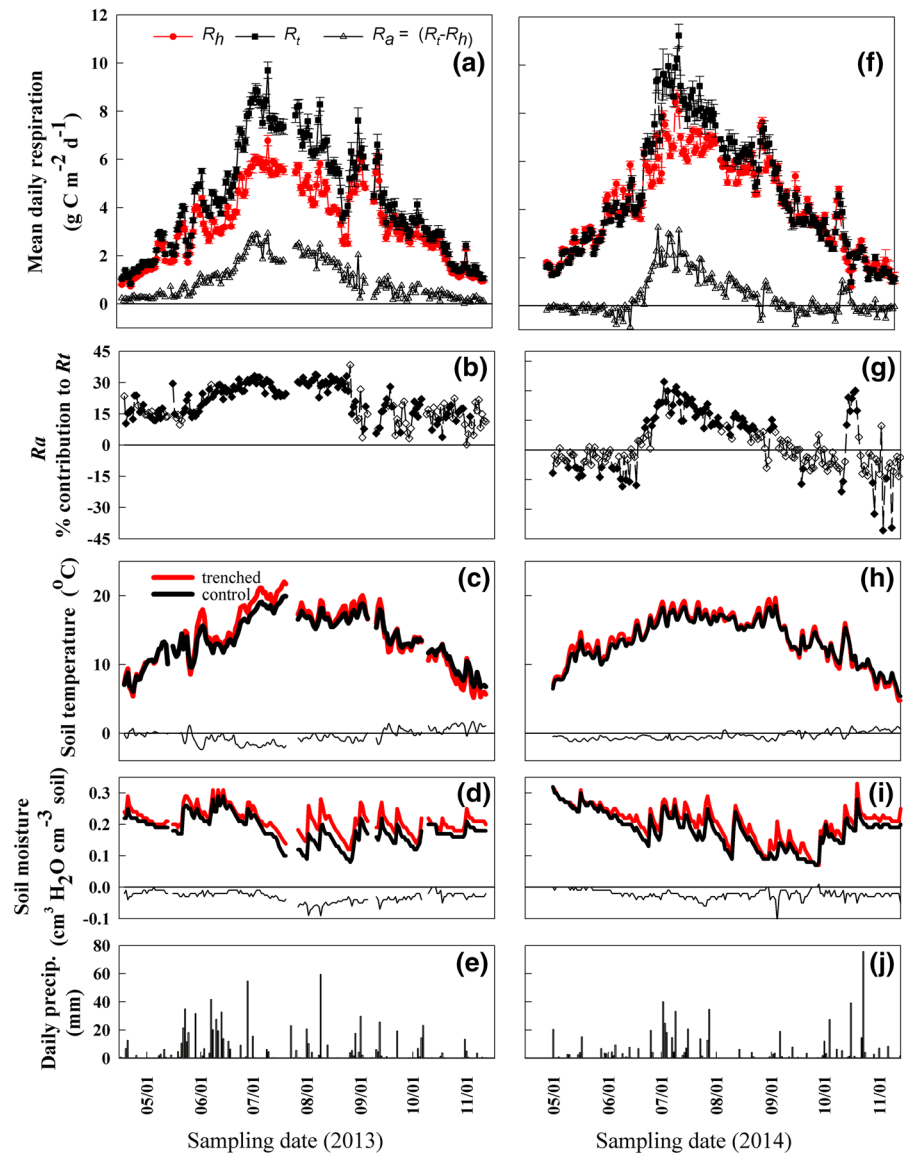 Rh Rt Ra = (Rt-Rh)
(a)
(f)
Mean daily respiration
(g C m-2 d-1)
12
10
8
6
4
2
0
(b)
(g)
Ra
% contribution to Rt
45
30
15
0
-15
-30
-45
(c)
(h)
trenched
control
Soil temperature (OC)
20
10
0
(d)
(i)
Soil moisture
(cm3 H2O cm-3 soil)
0.3
0.2
0.1
0.0
-0.1
(e)
(j)
Daily precip.
(mm)
80
60
40
20
0
05/01 06/01 07/01 08/01 09/01 10/01 11/01
05/01 06/01 07/01 08/01 09/01 10/01 11/01
Sampling date (2013)
Sampling date (2014)